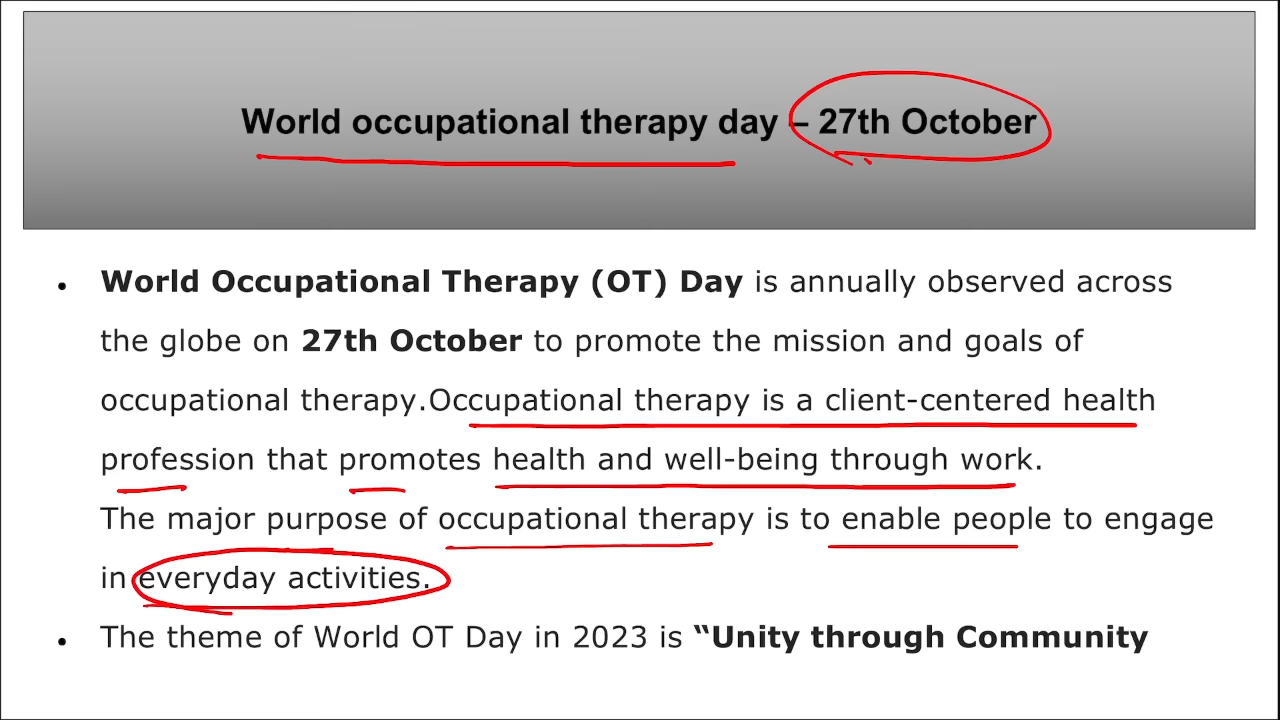 World occupational therapy day – 27th October
• World Occupational Therapy (OT) Day is annually observed across
the globe on 27th October to promote the mission and goals of
occupational therapy.Occupational therapy is a client-centered health
profession that promotes health and well-being through work.
The major purpose of occupational therapy is to enable people to engage
in everyday activities.
• The theme of World OT Day in 2023 is “Unity through Community